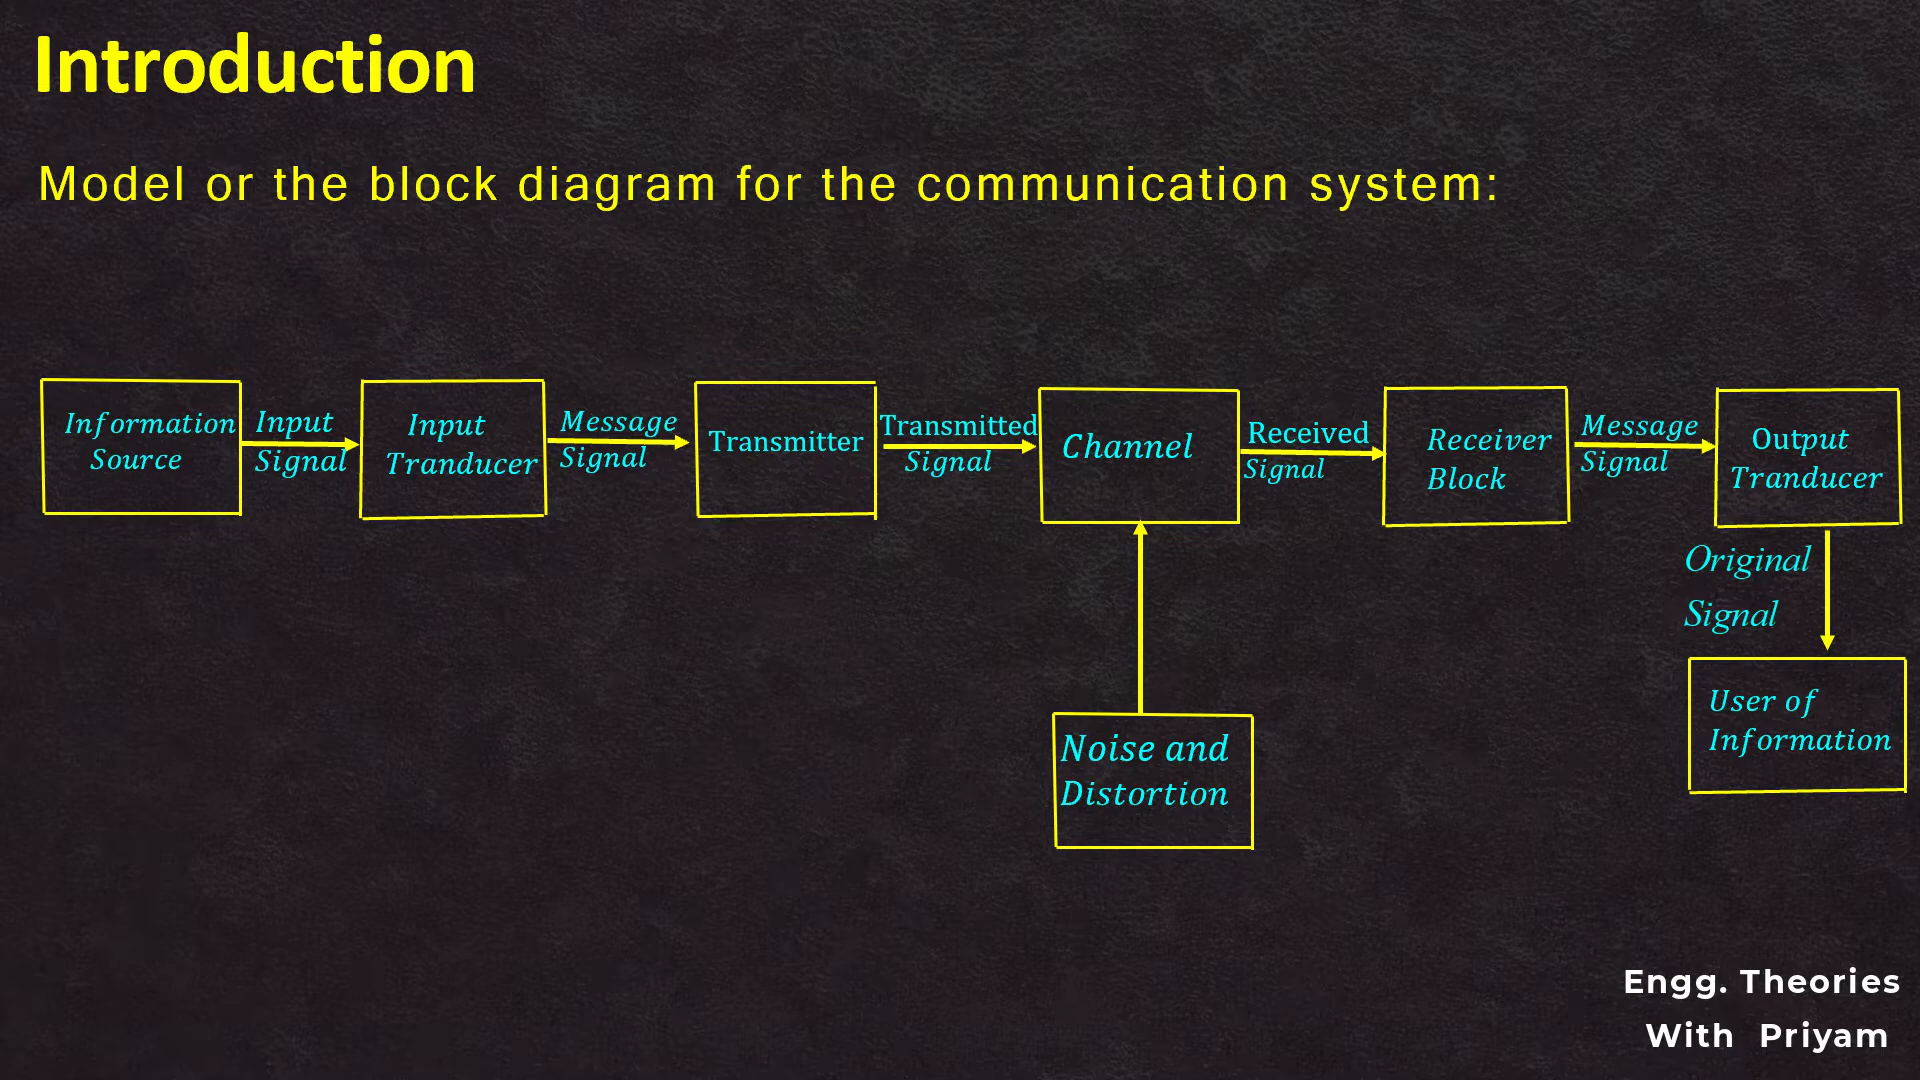 Introduction
Model or the block diagram for the communication system:
Information
Source
Input
Signal
Input
Tranducer
Message
Signal
Transmitter
Transmitted
Signal
Channel
Received
Signal
Receiver
Block
Message
Signal
Output
Tranducer
Original
Signal
User of
Information
Noise and
Distortion
Engg. Theories
With Priyam